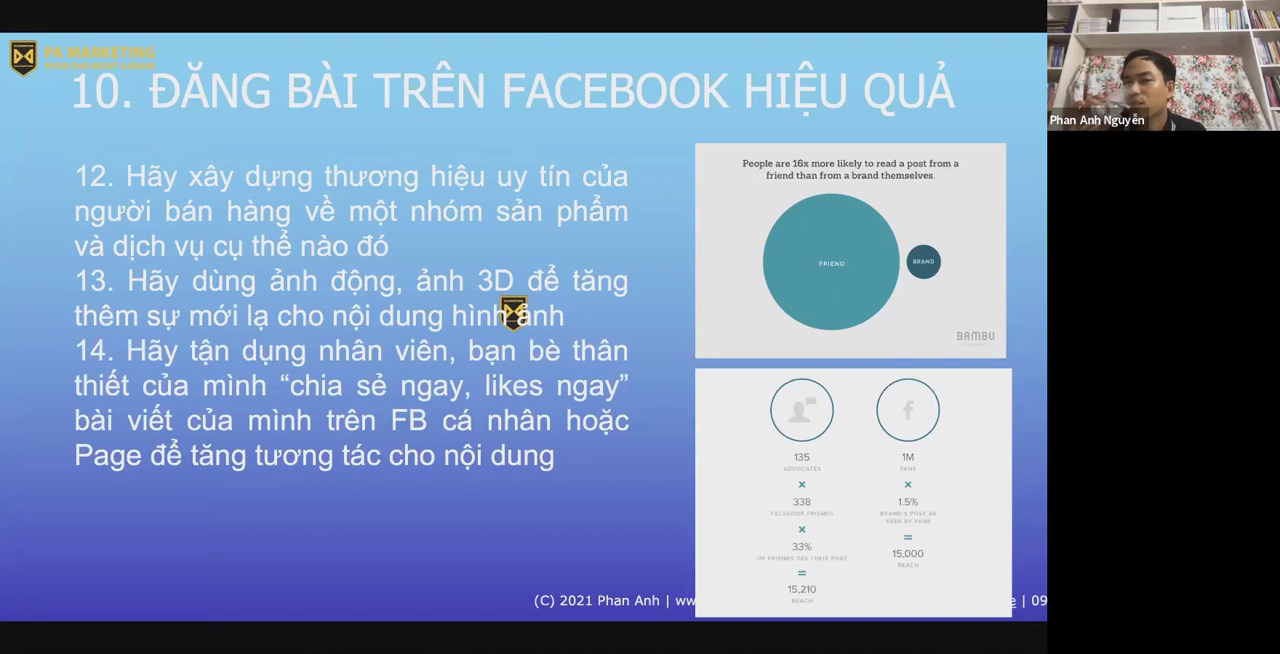 PA MARKETING
10. ĐĂNG BÀI TRÊN FACEBOOK HIỆU QUẢ
12. Hãy xây dựng thương hiệu uy tín của
người bán hàng về một nhóm sản phẩm
và dịch vụ cụ thể nào đó
13. Hãy dùng ảnh động, ảnh 3D để tăng
thêm sự mới lạ cho nội dung hình ảnh
14. Hãy tận dụng nhân viên, bạn bè thân
thiết của mình “chia sẻ ngay, likes ngay”
bài viết của mình trên FB cá nhân hoặc
Page để tăng tương tác cho nội dung
People are 16x more likely to read a post from a
friend than from a brand themselves.
FRIEND
BRAND
BAMBU
135
ADVOCATES
×
338
FACEBOOK FRIENDS
×
33%
OF FRIENDS SEE THEIR POST
=
15,210
REACH
1M
FANS
×
1.5%
BRAND'S POST AS
SEEN BY FANS
=
15,000
REACH
(C) 2021 Phan Anh | ww
e | 09
Phan Anh Nguyễn